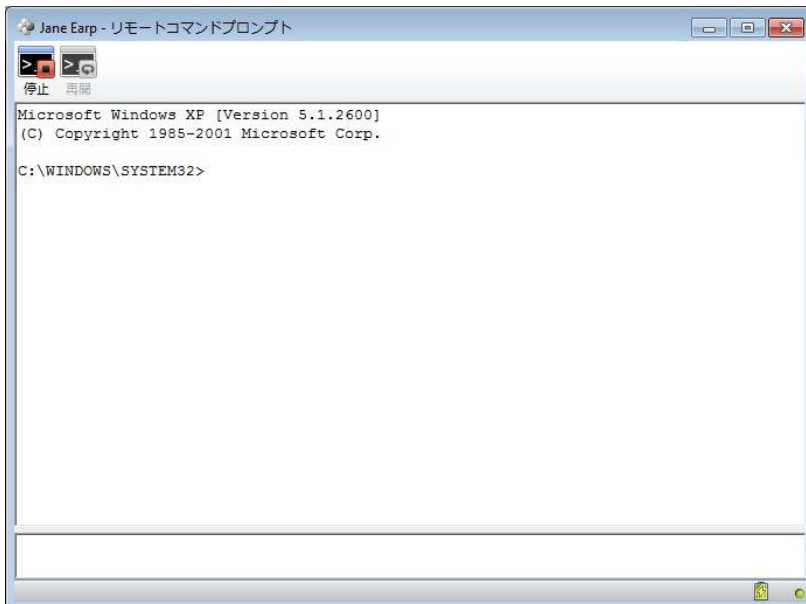 Jane Earp - リモートコマンドプロンプト
停止 再開
Microsoft Windows XP [Version 5.1.2600]
(C) Copyright 1985-2001 Microsoft Corp.
C:\WINDOWS\SYSTEM32>